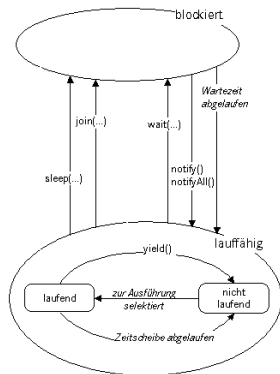 blockiert
Wartezeit
abgelaufen
join(...)
wait(...)
sleep(...)
notify()
notifyAll()
lauffähig
yield()
laufend
zur Ausführung
selektiert
nicht
laufend
Zeitscheibe abgelaufen